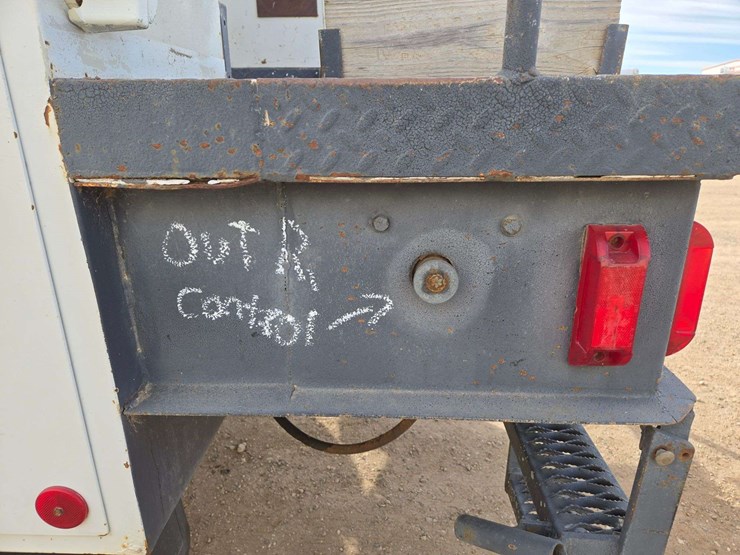 OUT R.
Control →